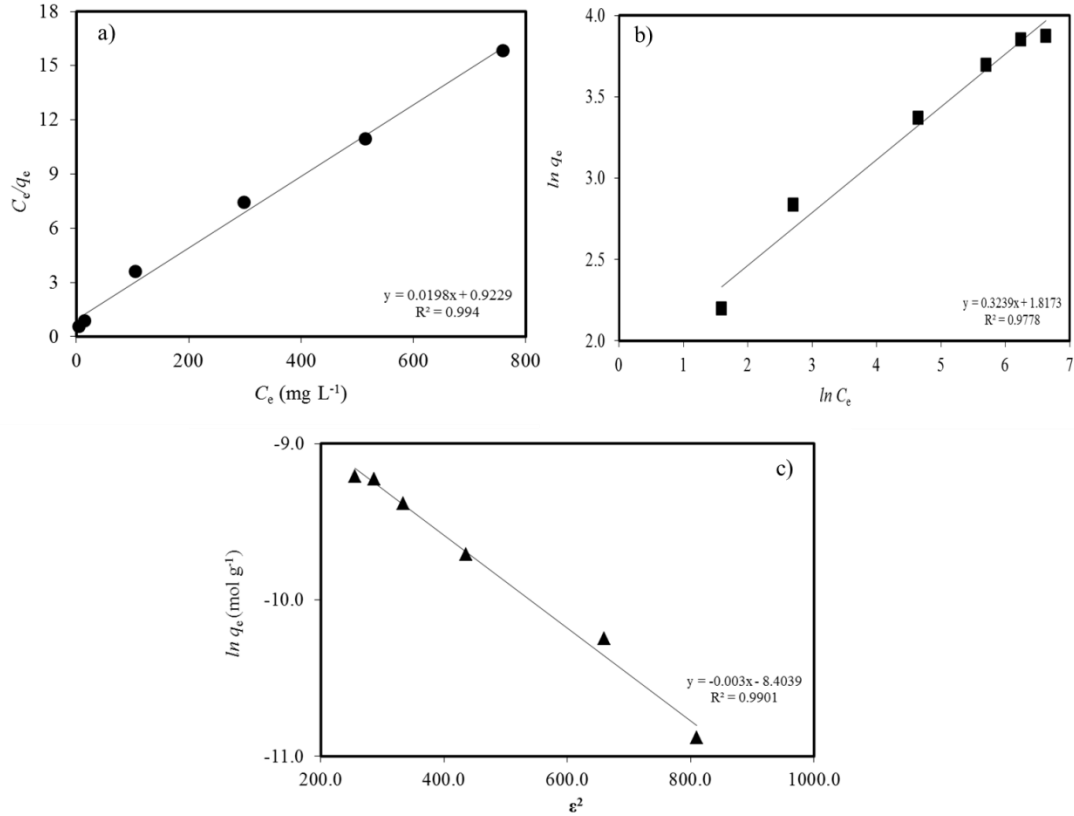 a)
18
15
12
9
6
3
0
Ce/qe
0
200
400
600
800
Ce (mg L-1)
y = 0.0198x + 0.9229
R² = 0.994
b)
4.0
3.5
3.0
2.5
2.0
ln qe
0
1
2
3
4
5
6
7
ln Ce
y = 0.3239x + 1.8173
R² = 0.9778
c)
-9.0
-10.0
-11.0
ln qe (mol g-1)
200.0
400.0
600.0
800.0
1000.0
ε²
y = -0.003x - 8.4039
R² = 0.9901